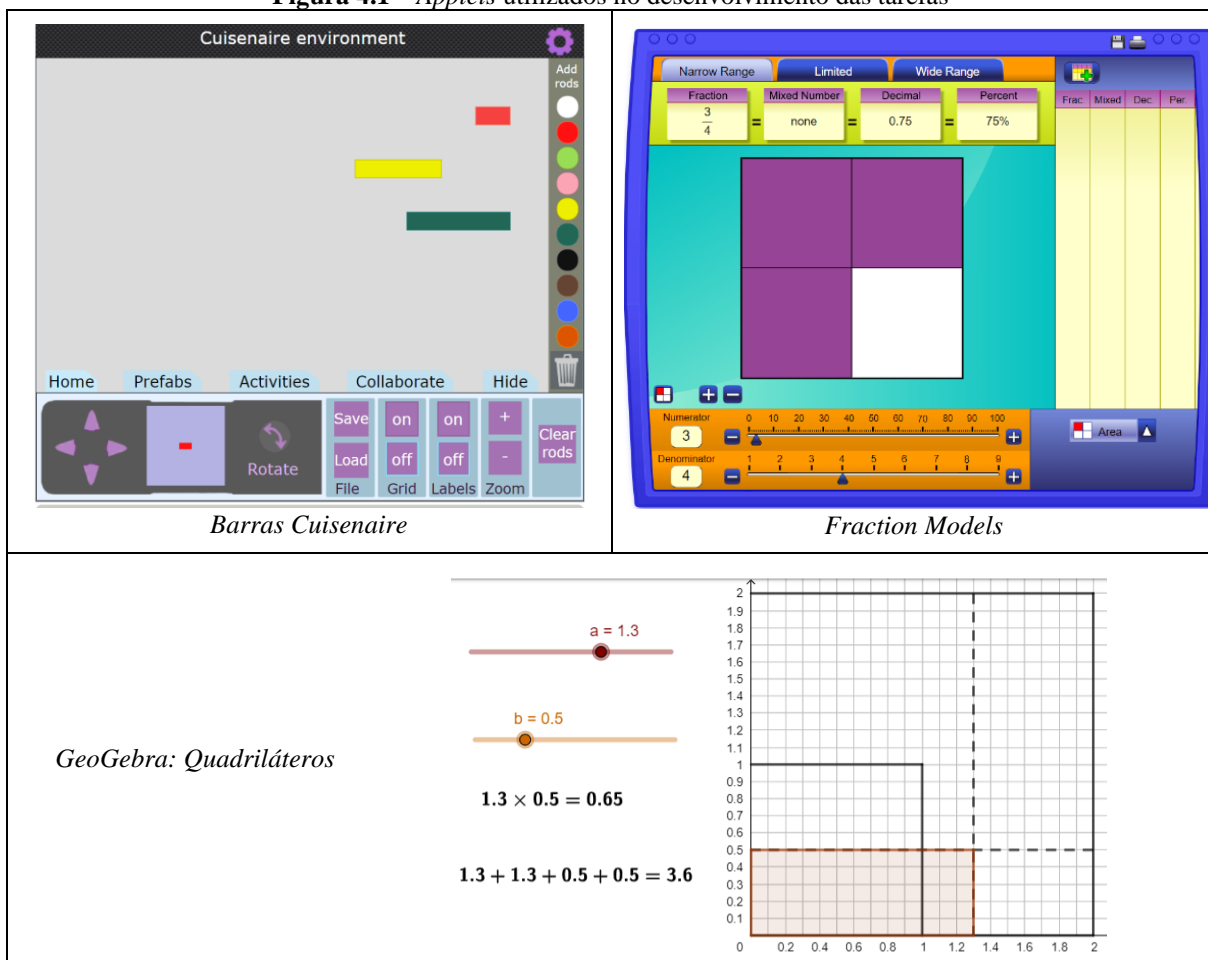 Figura 4.1 – Applets utilizados no desenvolvimento das tarefas
Cuisenaire environment
Add
rods
Home Prefabs Activities Collaborate Hide
Rotate
Save on on +
Load off off -
File Grid Labels Zoom
Clear
rods
Barras Cuisenaire
Narrow Range Limited Wide Range
Fraction Mixed Number Decimal Percent
3
4
= none = 0.75 = 75%
Frac. Mixed Dec. Per.
Numerator 0 10 20 30 40 50 60 70 80 90 100
3
Denominator 1 2 3 4 5 6 7 8 9
4
Area
Fraction Models
GeoGebra: Quadriláteros
a = 1.3
b = 0.5
1.3 × 0.5 = 0.65
1.3 + 1.3 + 0.5 + 0.5 = 3.6
2
1.9
1.8
1.7
1.6
1.5
1.4
1.3
1.2
1.1
1
0.9
0.8
0.7
0.6
0.5
0.4
0.3
0.2
0.1
0 0.2 0.4 0.6 0.8 1 1.2 1.4 1.6 1.8 2